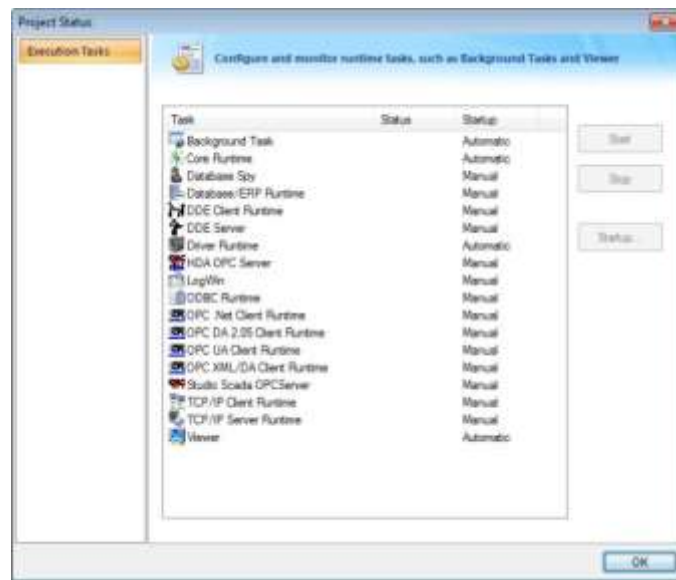 Project Status
Execution Tasks
Configure and monitor runtime tasks, such as Background Tasks and Viewer
Task Status Startup
Background Task Automatic
Core Runtime Automatic
Database Spy Manual
Database/ERP Runtime Manual
DDE Client Runtime Manual
DDE Server Manual
Driver Runtime Automatic
HDA OPC Server Manual
LogWin Manual
ODBC Runtime Manual
OPC .Net Client Runtime Manual
OPC DA 2.05 Client Runtime Manual
OPC UA Client Runtime Manual
OPC XML/DA Client Runtime Manual
Studio Scada OPCServer Manual
TCP/IP Client Runtime Manual
TCP/IP Server Runtime Manual
Viewer Automatic
Start
Stop
Startup...
OK